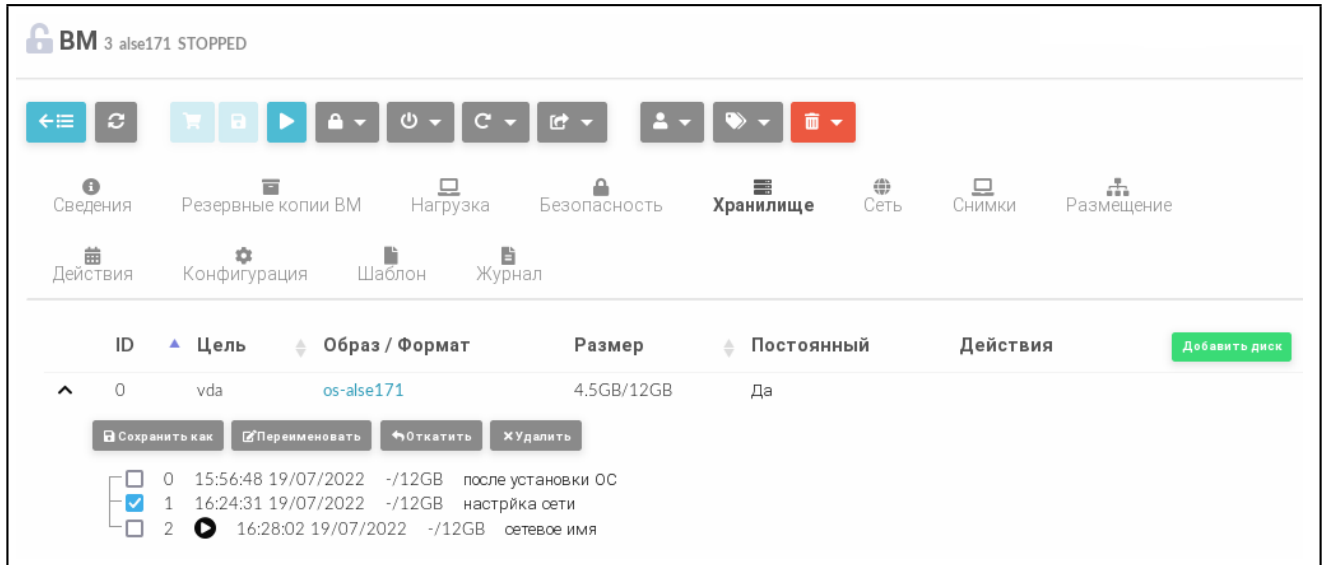 ВМ 3 alse171 STOPPED
Сведения Резервные копии ВМ Нагрузка Безопасность Хранилище Сеть Снимки Размещение
Действия Конфигурация Шаблон Журнал
ID Цель Образ / Формат Размер Постоянный Действия Добавить диск
0 vda os-alse171 4.5GB/12GB Да
Сохранить как Переименовать Откатить Удалить
0 15:56:48 19/07/2022 -/12GB после установки ОС
1 16:24:31 19/07/2022 -/12GB настрйка сети
2 16:28:02 19/07/2022 -/12GB сетевое имя